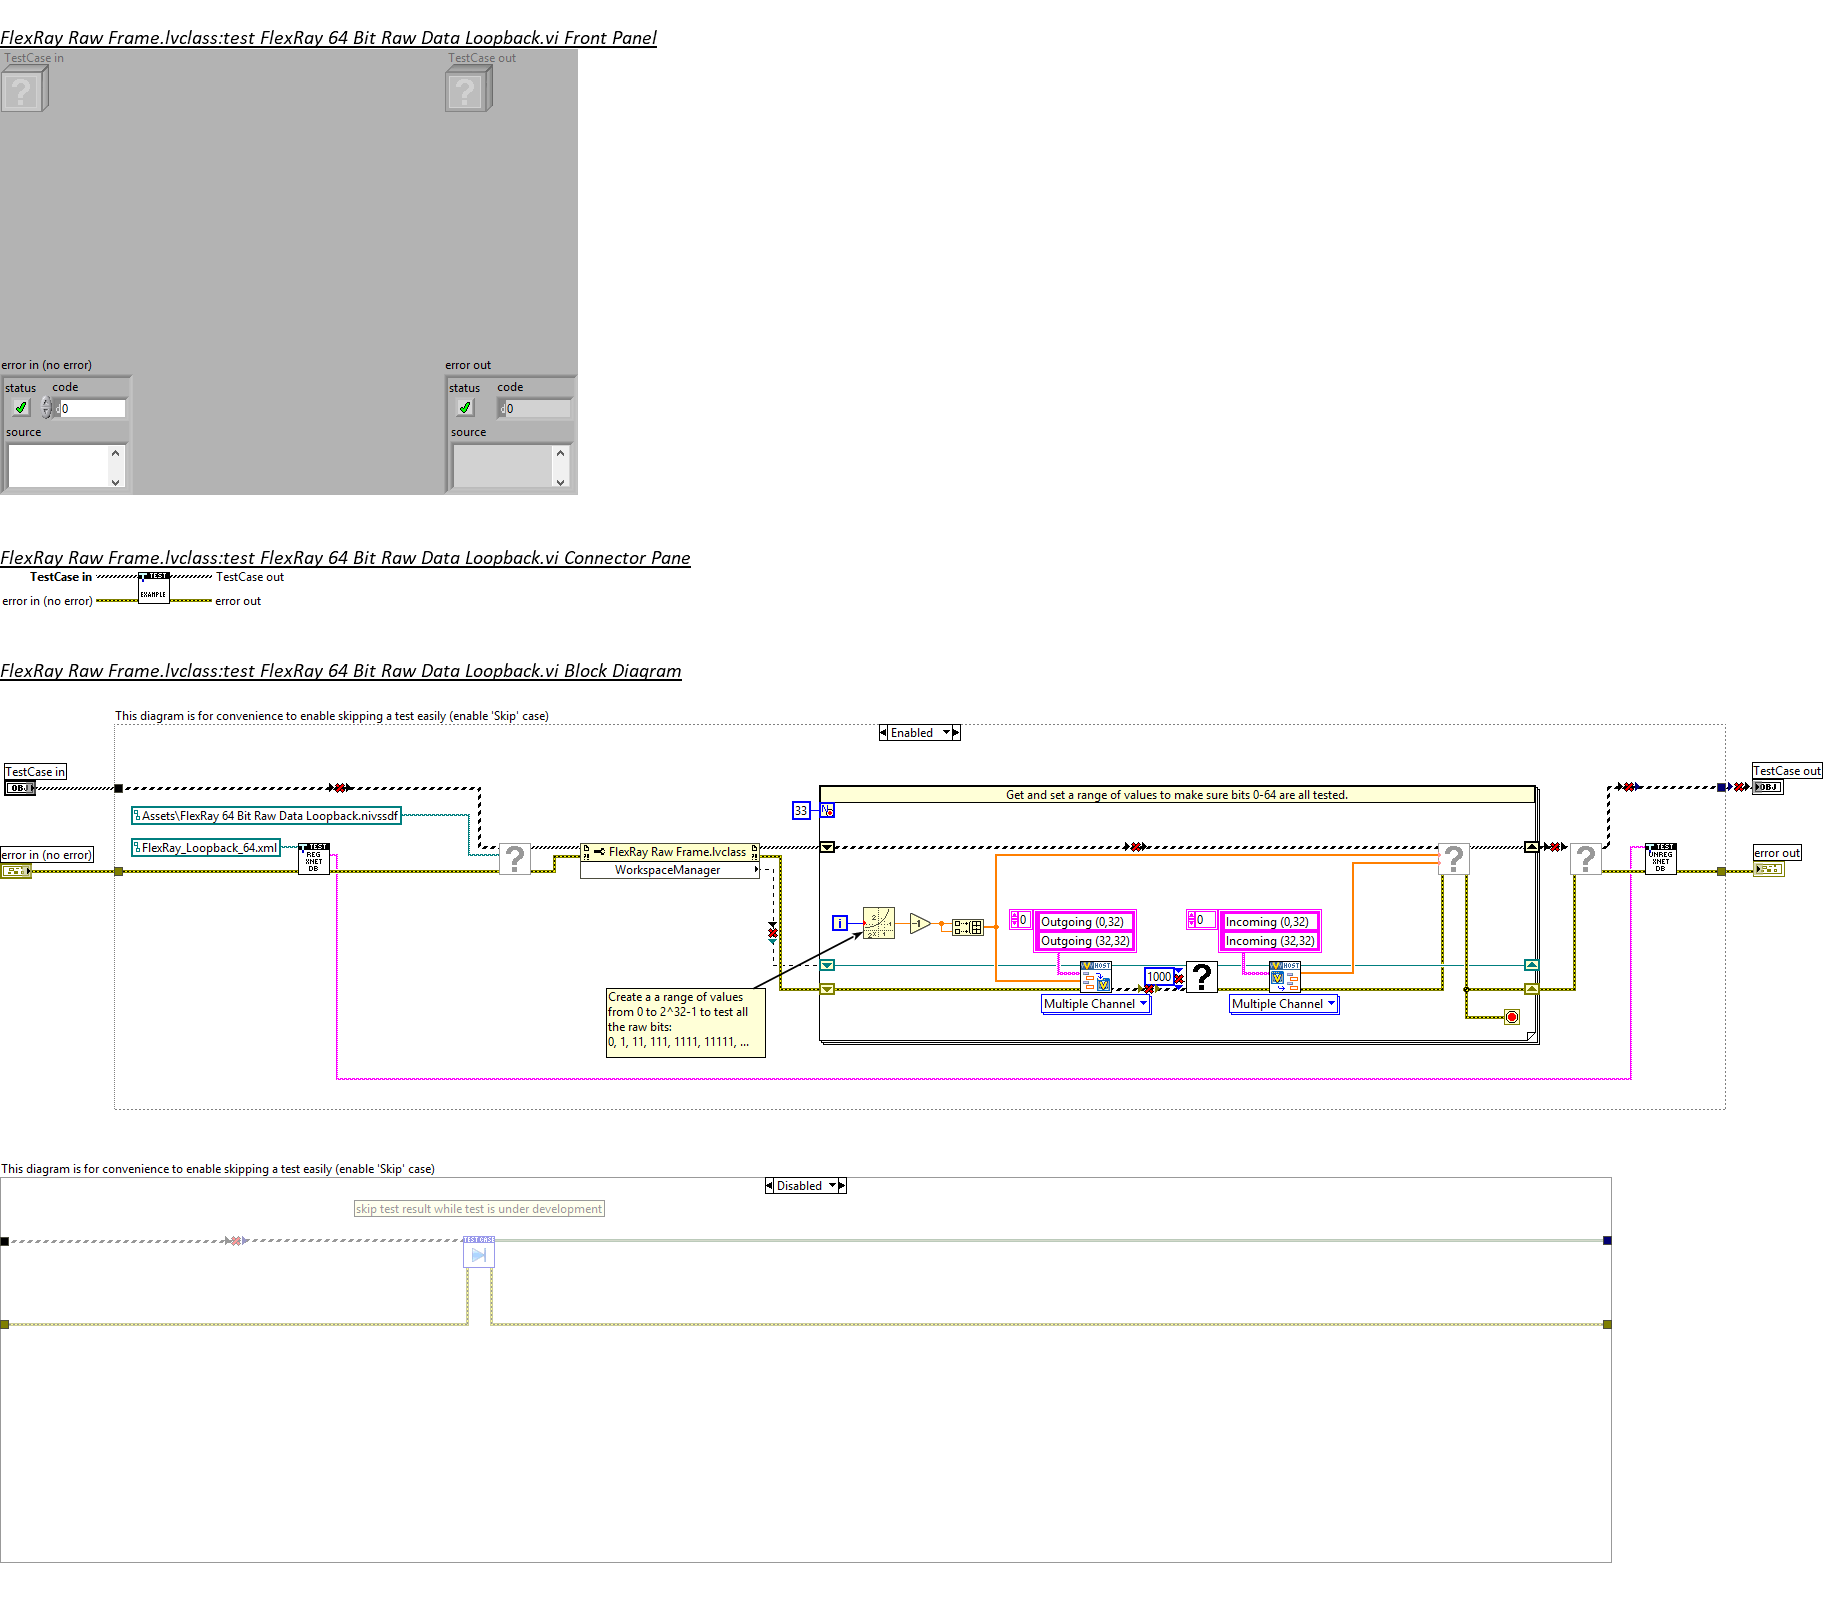 FlexRay Raw Frame.lvclass:test FlexRay 64 Bit Raw Data Loopback.vi Front Panel
TestCase in
TestCase out
?
?
error in (no error)
error out
status
code
status
code
d
0
d
0
source
source
FlexRay Raw Frame.lvclass:test FlexRay 64 Bit Raw Data Loopback.vi Connector Pane
TestCase in
TEST
EXAMPLE
TestCase out
error in (no error)
error out
FlexRay Raw Frame.lvclass:test FlexRay 64 Bit Raw Data Loopback.vi Block Diagram
This diagram is for convenience to enable skipping a test easily (enable 'Skip' case)
Enabled
TestCase in
OBJ
TestCase out
OBJ
Get and set a range of values to make sure bits 0-64 are all tested.
33
N
Assets\FlexRay 64 Bit Raw Data Loopback.nivssdf
FlexRay_Loopback_64.xml
TEST
REG
XNET
DB
error in (no error)
?
FlexRay Raw Frame.lvclass
WorkspaceManager
?
?
TEST
UNREG
XNET
DB
error out
i
2
2^x
-1
0
Outgoing (0,32)
Outgoing (32,32)
0
Incoming (0,32)
Incoming (32,32)
HOST
1000
?
HOST
Multiple Channel
Multiple Channel
Create a a range of values
from 0 to 2^32-1 to test all
the raw bits:
0, 1, 11, 111, 1111, 11111, ...
This diagram is for convenience to enable skipping a test easily (enable 'Skip' case)
Disabled
skip test result while test is under development
TEST CASE